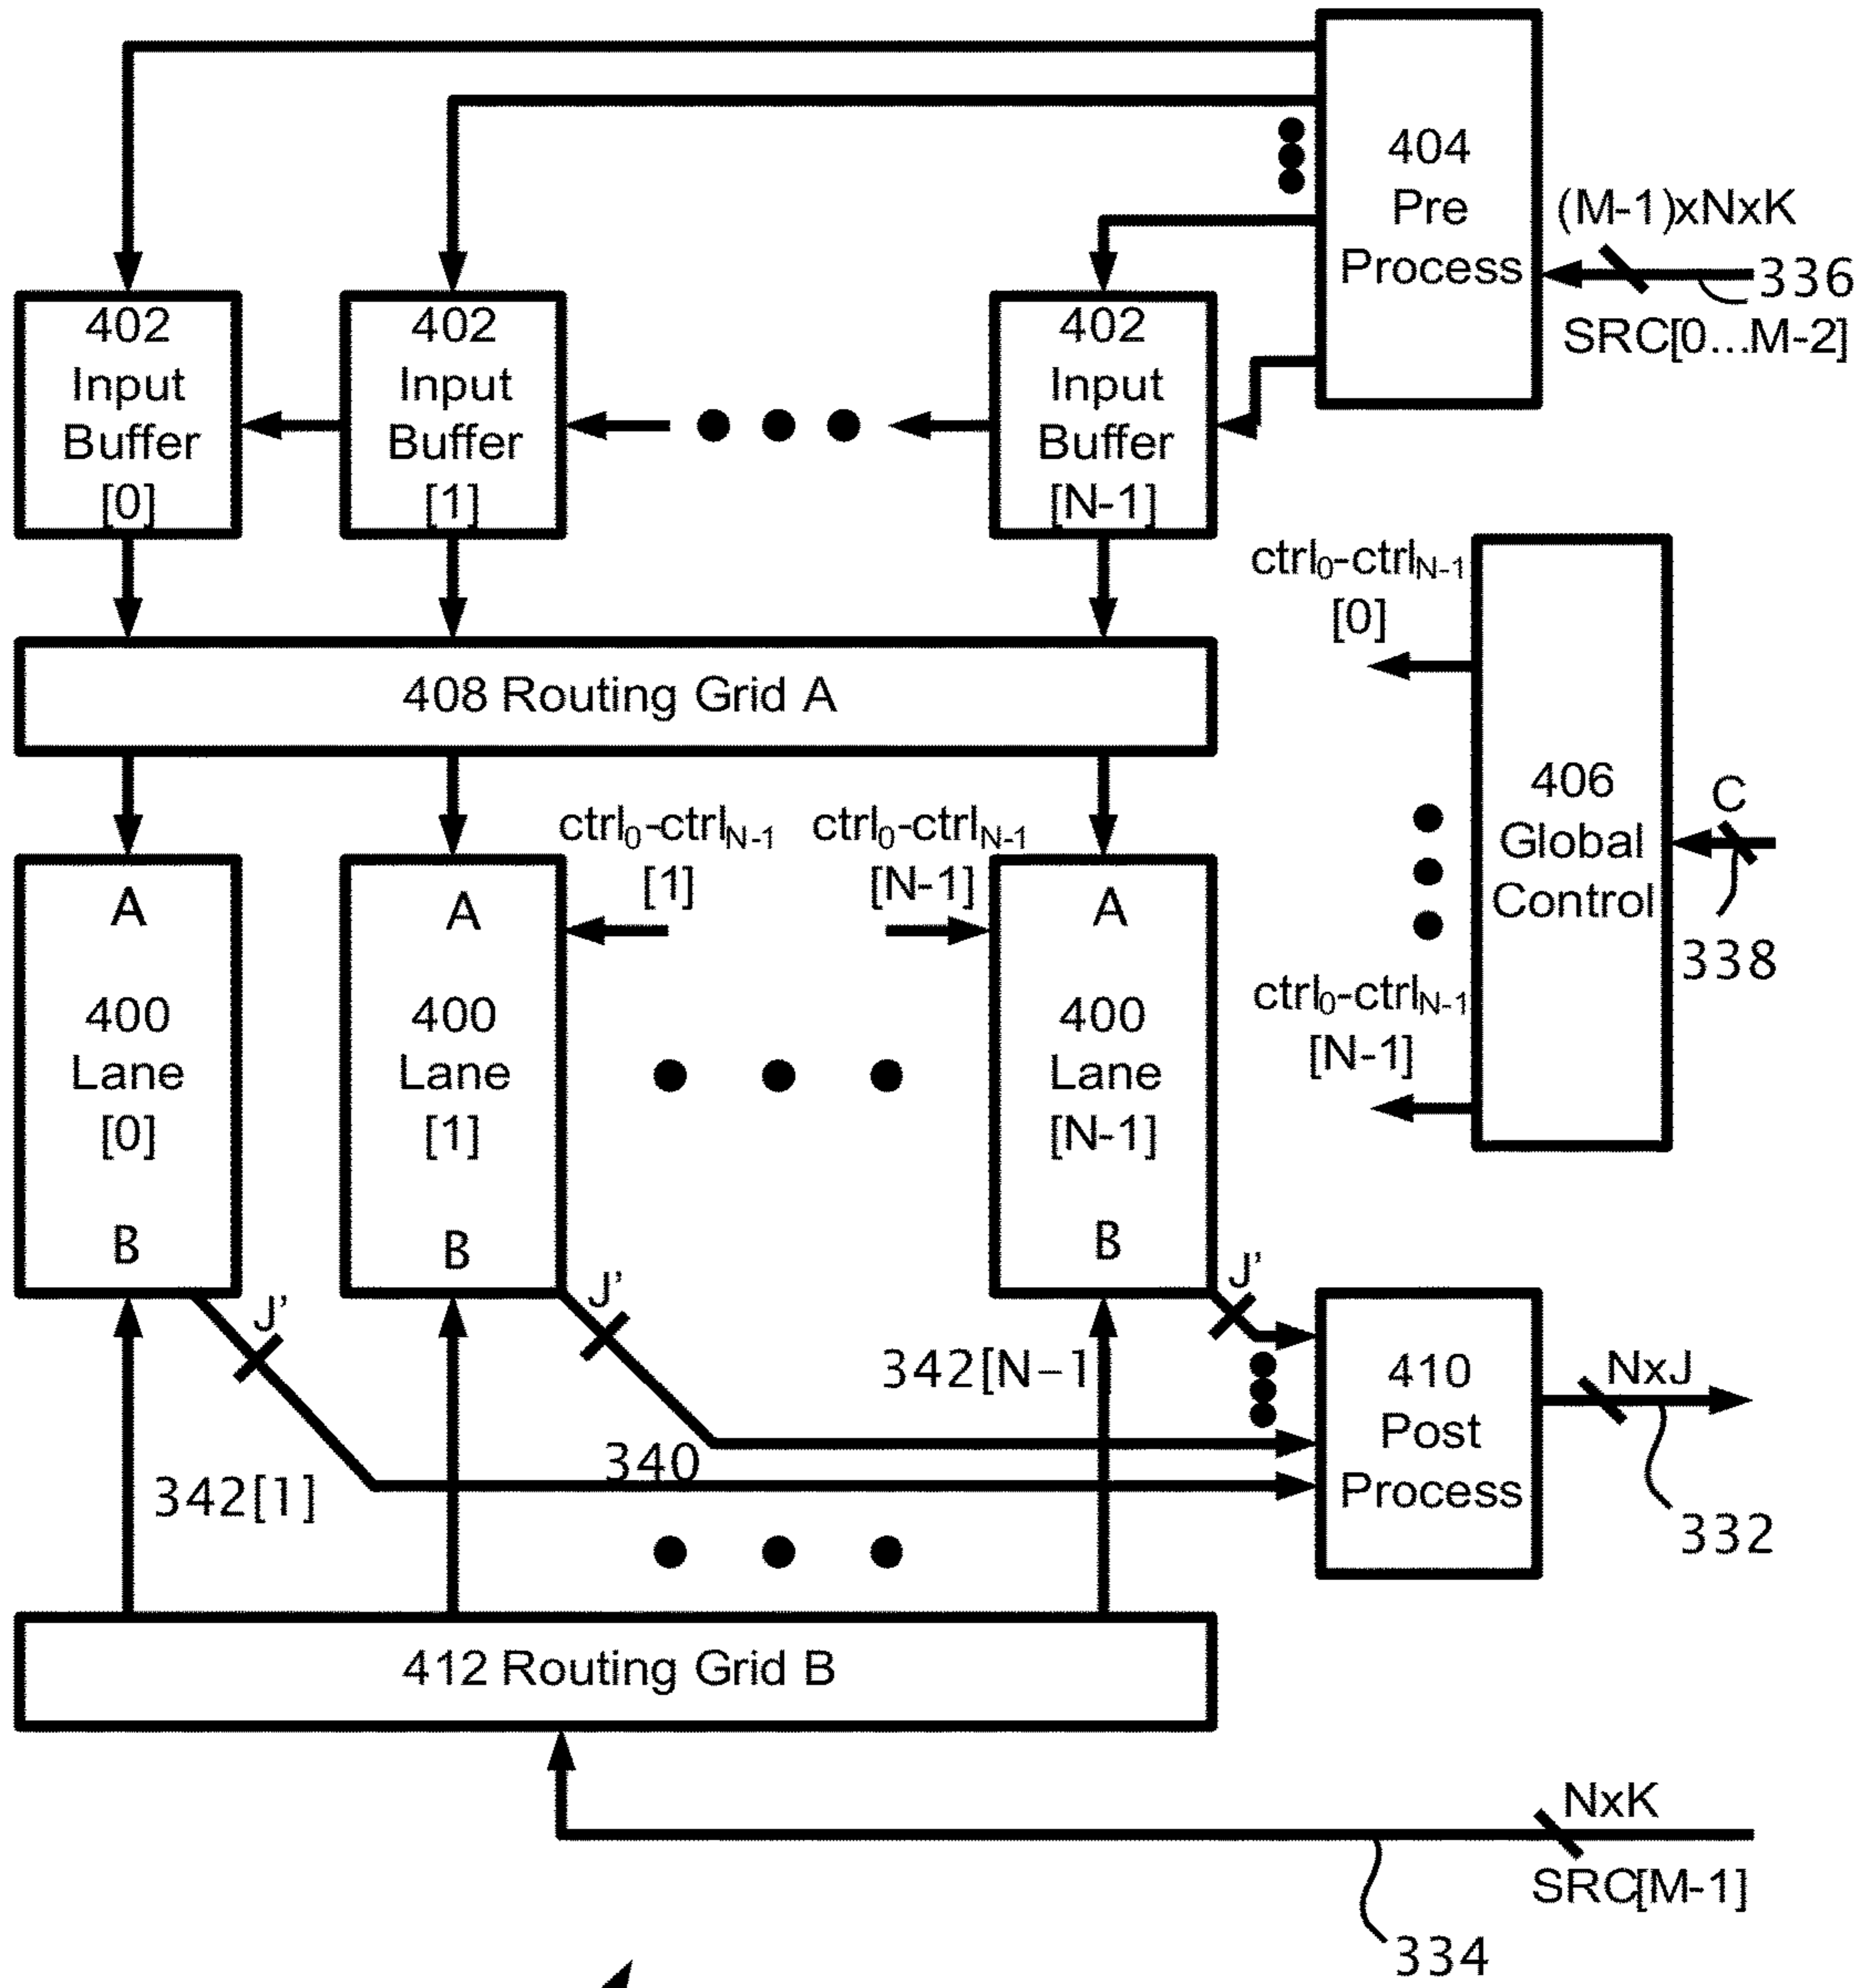 404
Pre
Process
(M-1)xNxK
336
SRC[0...M-2]
402
Input
Buffer
[0]
402
Input
Buffer
[1]
402
Input
Buffer
[N-1]
ctrl0-ctrlN-1
[0]
408 Routing Grid A
406
Global
Control
C
338
ctrl0-ctrlN-1
[1]
ctrl0-ctrlN-1
[N-1]
ctrl0-ctrlN-1
[N-1]
A
400
Lane
[0]
B
A
400
Lane
[1]
B
A
400
Lane
[N-1]
B
J'
J'
J'
342[1]
340
342[N-1
410
Post
Process
NxJ
332
412 Routing Grid B
NxK
SRC[M-1]
334